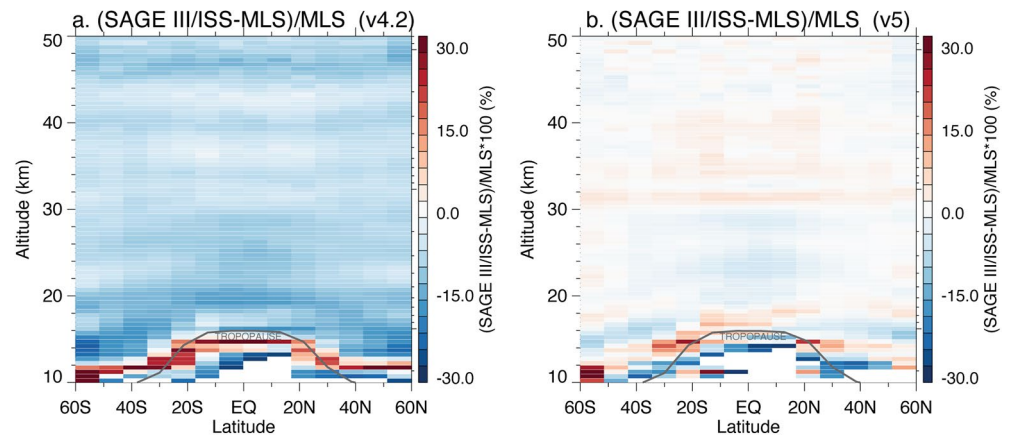 a. (SAGE III/ISS-MLS)/MLS (v4.2)
50
40
30
20
10
Altitude (km)
TROPOPAUSE
60S 40S 20S EQ 20N 40N 60N
Latitude
30.0
15.0
0.0
-15.0
-30.0
(SAGE III/ISS-MLS)/MLS*100 (%)
b. (SAGE III/ISS-MLS)/MLS (v5)
50
40
30
20
10
Altitude (km)
TROPOPAUSE
60S 40S 20S EQ 20N 40N 60N
Latitude
30.0
15.0
0.0
-15.0
-30.0
(SAGE III/ISS-MLS)/MLS*100 (%)